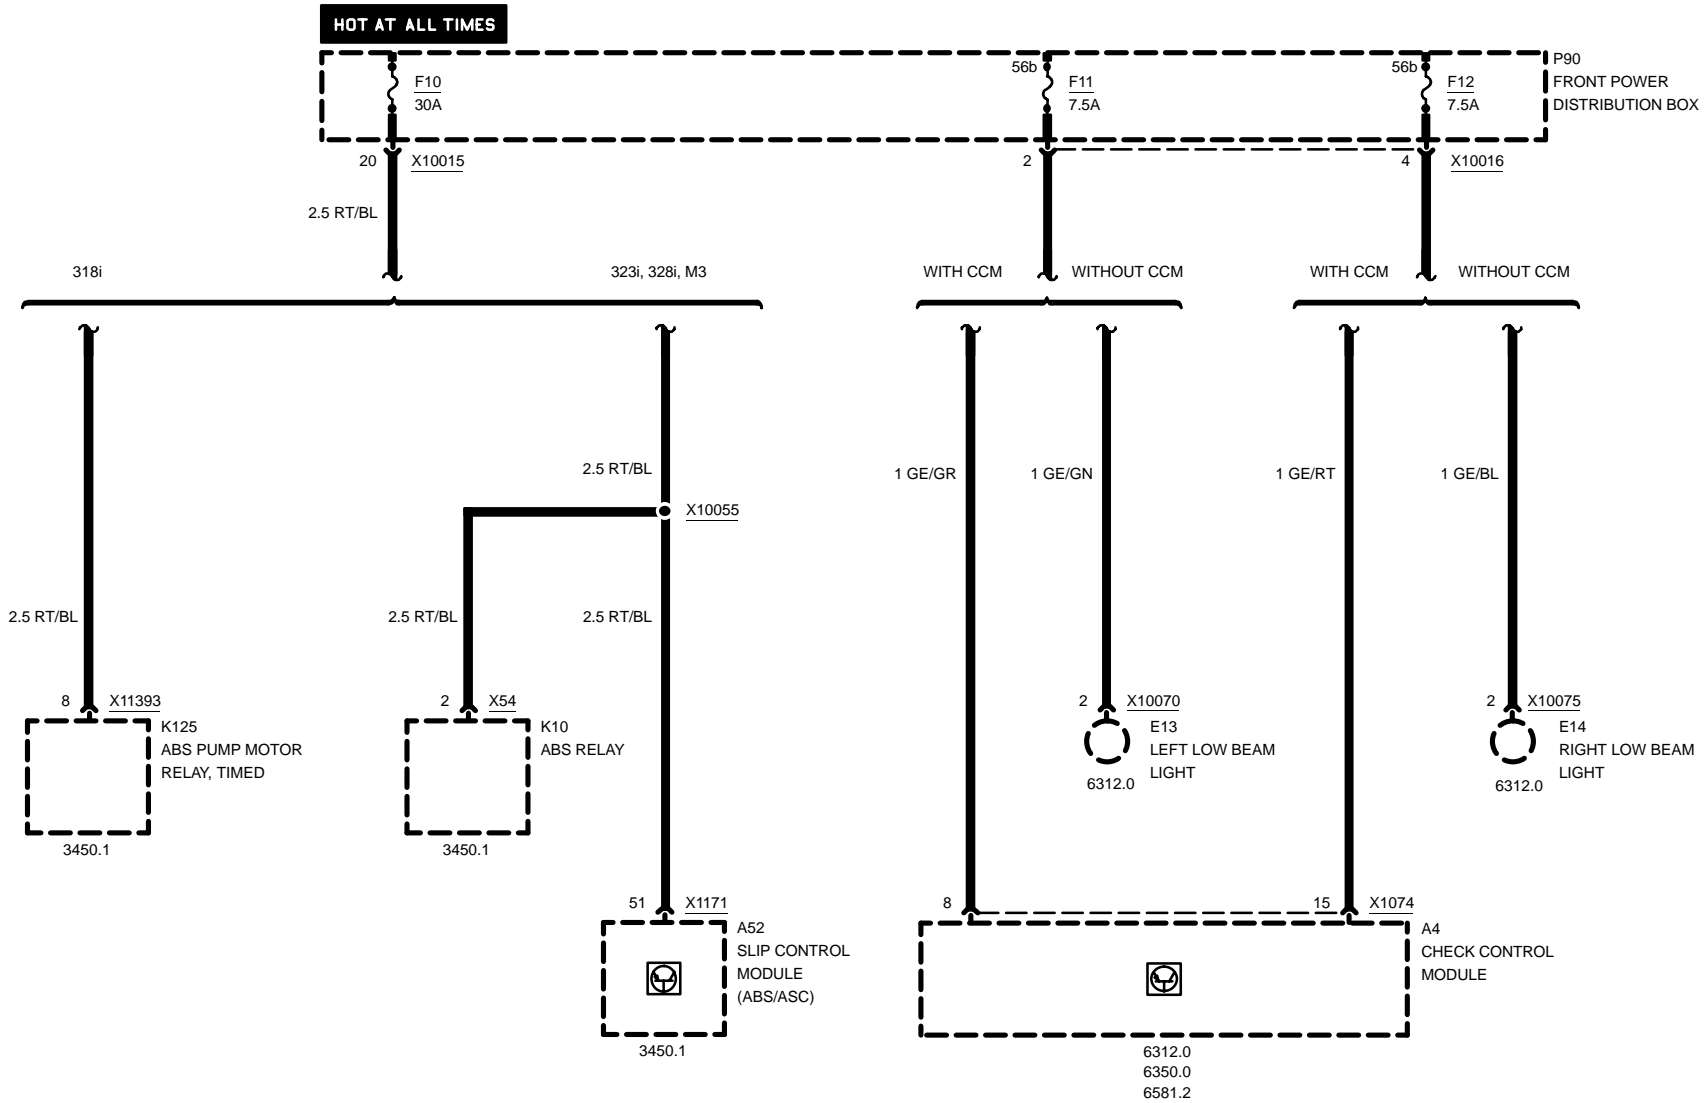 HOT AT ALL TIMES
P90
FRONT POWER
DISTRIBUTION BOX
F10
30A
56b
F11
7.5A
56b
F12
7.5A
20
X10015
2
4
X10016
2.5 RT/BL
318i
323i, 328i, M3
WITH CCM
WITHOUT CCM
WITH CCM
WITHOUT CCM
2.5 RT/BL
1 GE/GR
1 GE/GN
1 GE/RT
1 GE/BL
X10055
2.5 RT/BL
2.5 RT/BL
2.5 RT/BL
8
X11393
K125
ABS PUMP MOTOR
RELAY, TIMED
3450.1
2
X54
K10
ABS RELAY
3450.1
2
X10070
E13
LEFT LOW BEAM
LIGHT
6312.0
2
X10075
E14
RIGHT LOW BEAM
LIGHT
6312.0
51
X1171
A52
SLIP CONTROL
MODULE
(ABS/ASC)
3450.1
8
15
X1074
A4
CHECK CONTROL
MODULE
6312.0
6350.0
6581.2